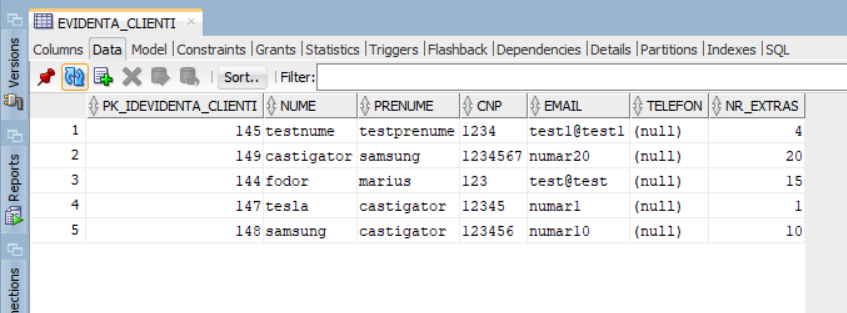 EVIDENTA_CLIENTI
Columns Data Model Constraints Grants Statistics Triggers Flashback Dependencies Details Partitions Indexes SQL
Sort.. Filter:
PK_IDEVIDENTA_CLIENTI NUME PRENUME CNP EMAIL TELEFON NR_EXTRAS
1 145 testnume testprenume 1234 test1@test1 (null) 4
2 149 castigator samsung 1234567 numar20 (null) 20
3 144 fodor marius 123 test@test (null) 15
4 147 tesla castigator 12345 numar1 (null) 1
5 148 samsung castigator 123456 numar10 (null) 10
Versions
Reports